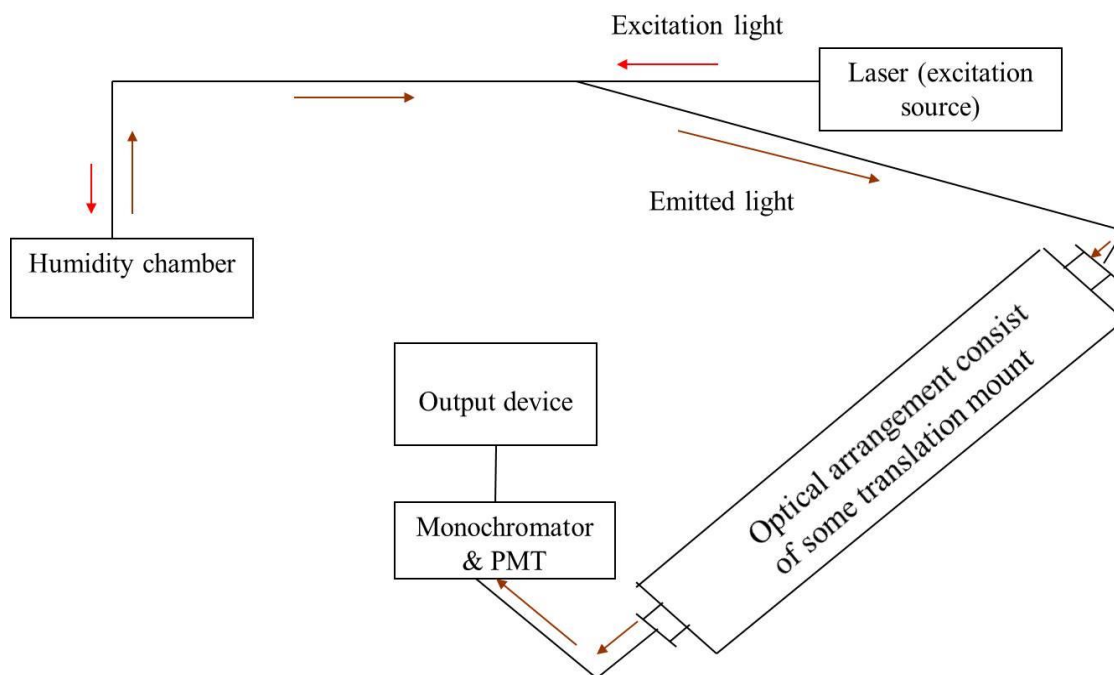 Excitation light
Laser (excitation
source)
Emitted light
Humidity chamber
Optical arrangement consist
of some translation mount
Output device
Monochromator
& PMT